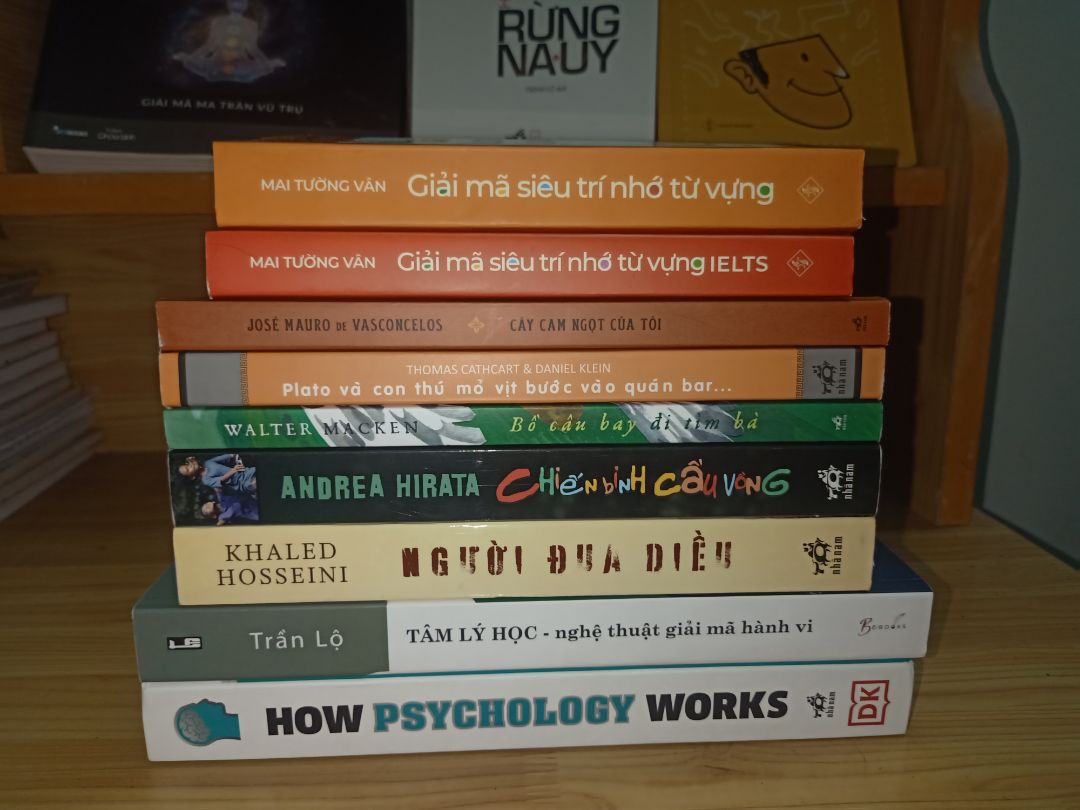 RỪNG
NA·UY
GIẢI MÃ MA TRẬN VŨ TRỤ
MAI TƯỜNG VÂN Giải mã siêu trí nhớ từ vựng
MAI TƯỜNG VÂN Giải mã siêu trí nhớ từ vựng IELTS
JOSÉ MAURO DE VASCONCELOS CÂY CAM NGỌT CỦA TÔI
THOMAS CATHCART & DANIEL KLEIN
Plato và con thú mỏ vịt bước vào quán bar...
nhã nam
WALTER MACKEN Bồ câu bay đi tìm bà
ANDREA HIRATA CHiếN biNH CẦU VỒNG
nhã nam
KHALED
HOSSEINI
NGƯỜI ĐUA DIỀU
nhã nam
Trần Lộ TÂM LÝ HỌC - nghệ thuật giải mã hành vi
HOW PSYCHOLOGY WORKS
nhã nam
DK